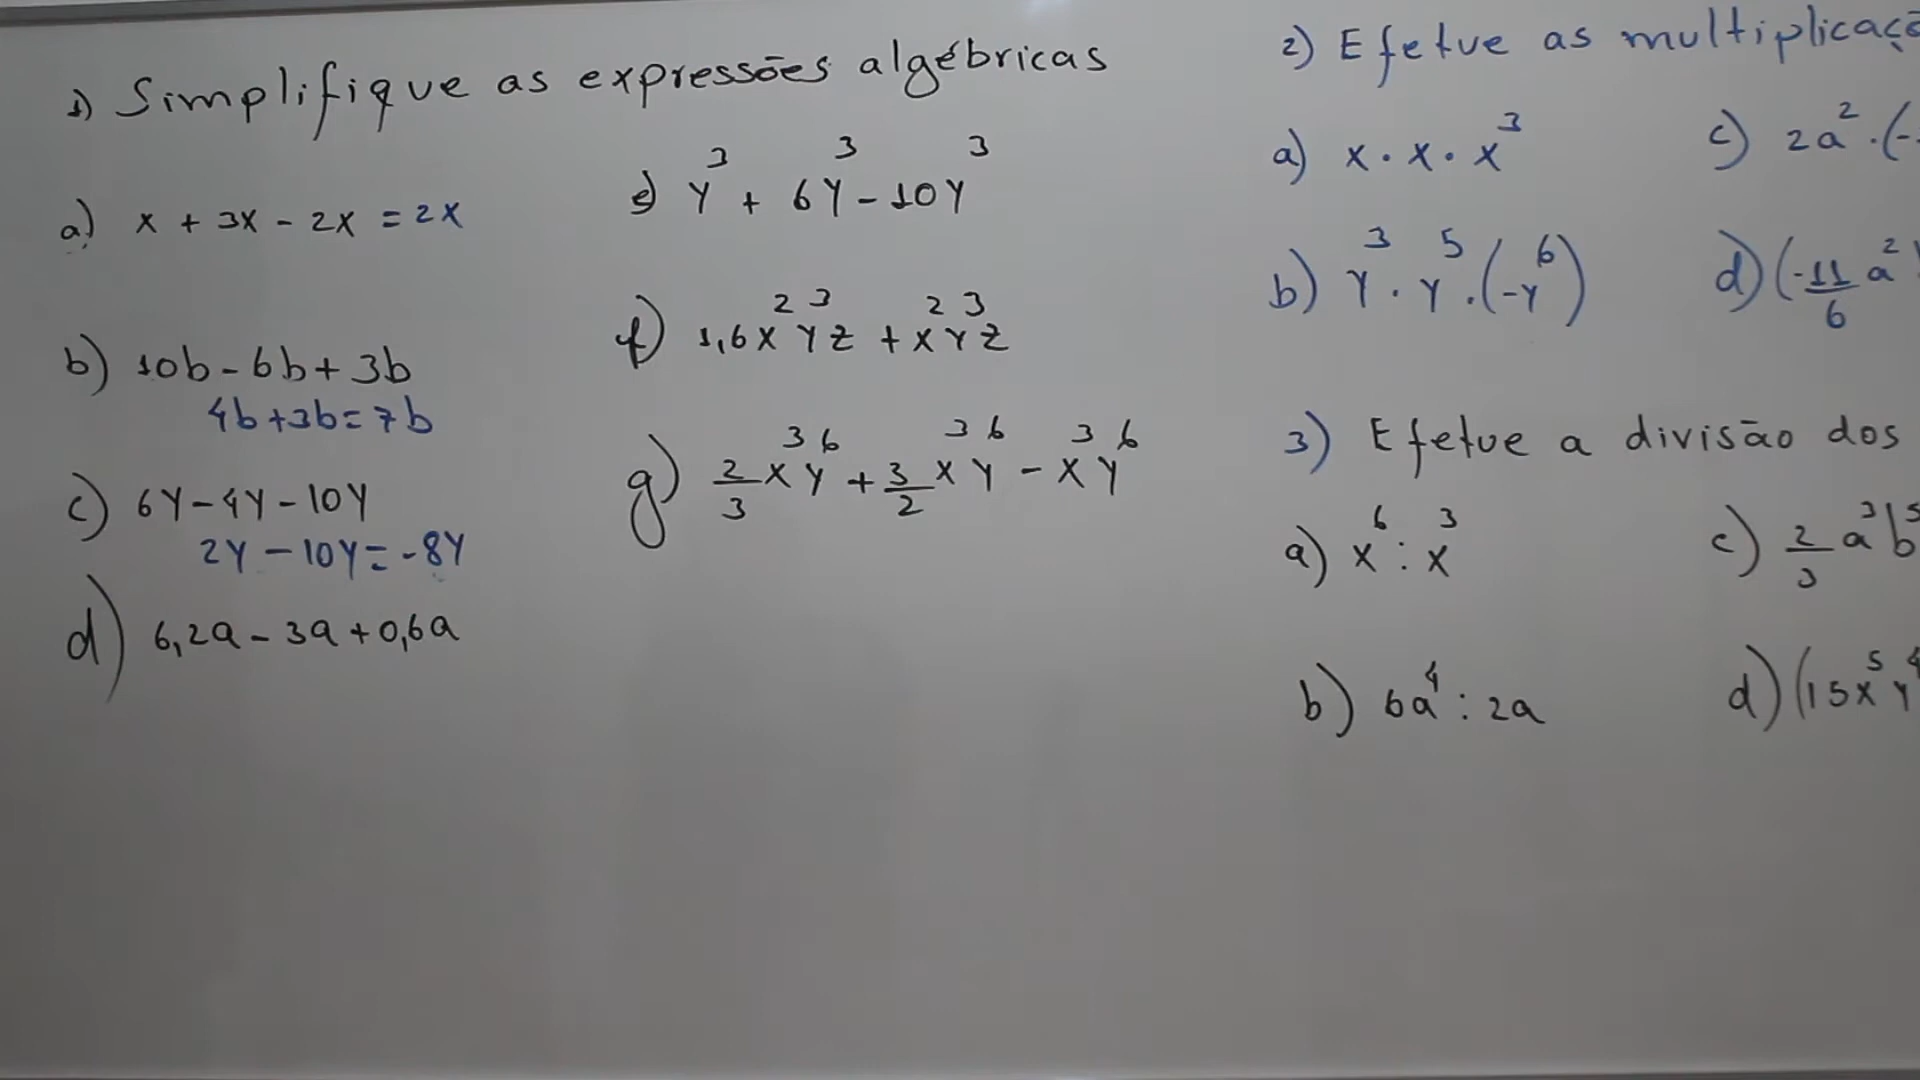 1) Simplifique as expressões algébricas
a) x + 3x - 2x = 2x
b) 10b - 6b + 3b
4b + 3b = 7b
c) 6y - 4y - 10y
2y - 10y = -8y
d) 6,2a - 3a + 0,6a
e) y³ + 6y³ - 10y³
f) 1,6x²y³z + x²y³z
g) 2/3 x³y⁶ + 3/2 x³y⁶ - x³y⁶
2) Efetue as
a) x · x · x³
b) y³ · y⁵ · (-y⁶)
c) 2a² · (-
d) (-11/6 a²
3) Efetue a divisão dos
a) x⁶ : x³
b) 6a⁴ : 2a
c) 2/3 a³b⁵
d) (15x⁵y⁴